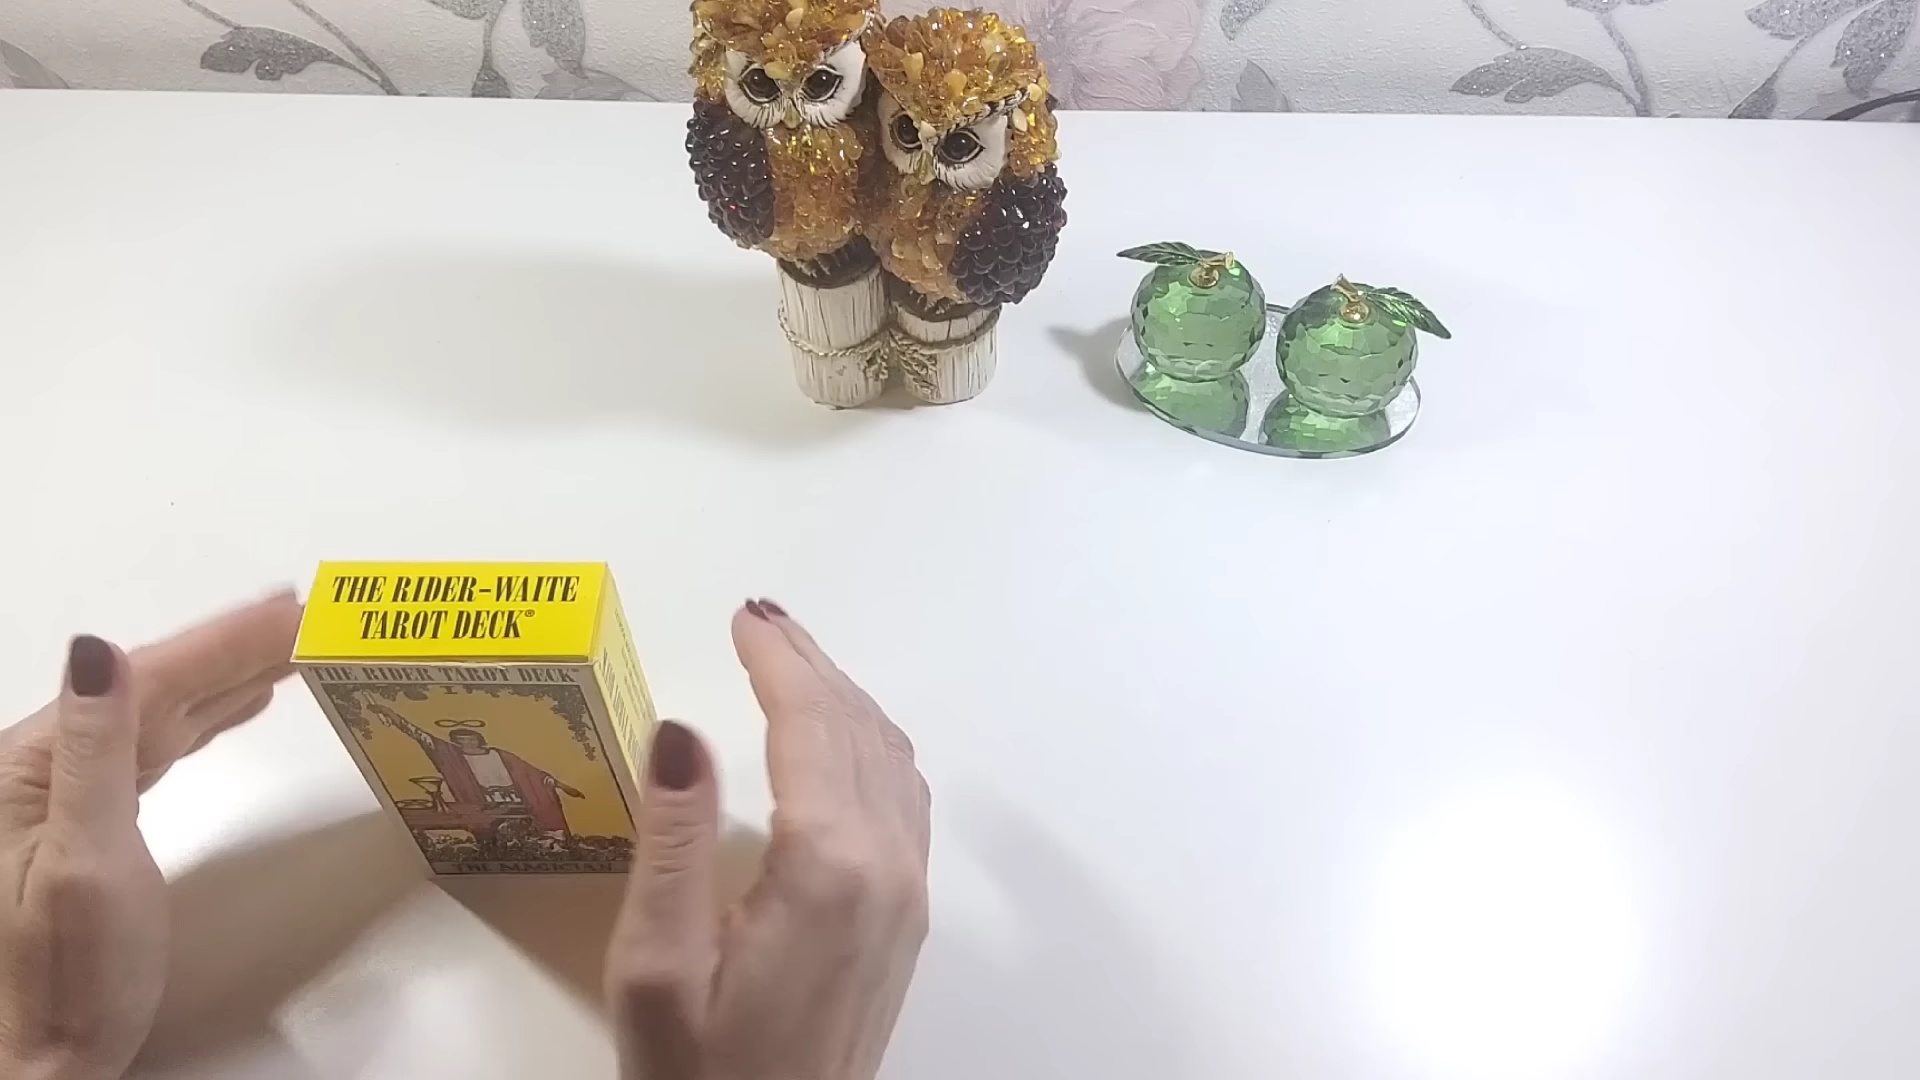 THE RIDER-WAITE
TAROT DECK®
THE RIDER TAROT DECK®
I
THE MAGICIAN